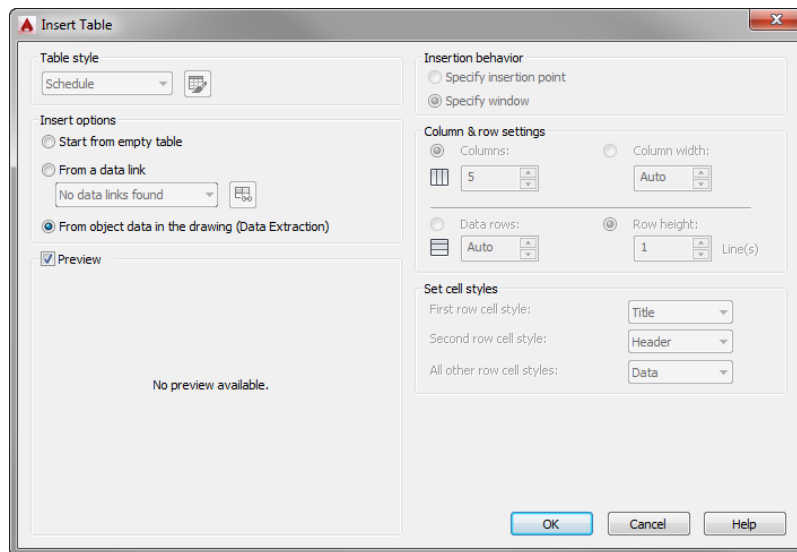 Insert Table
Table style
Schedule
Insert options
Start from empty table
From a data link
No data links found
From object data in the drawing (Data Extraction)
Preview
No preview available.
Insertion behavior
Specify insertion point
Specify window
Column & row settings
Columns:
Column width:
5
Auto
Data rows:
Row height:
Auto
1
Line(s)
Set cell styles
First row cell style:
Title
Second row cell style:
Header
All other row cell styles:
Data
OK
Cancel
Help